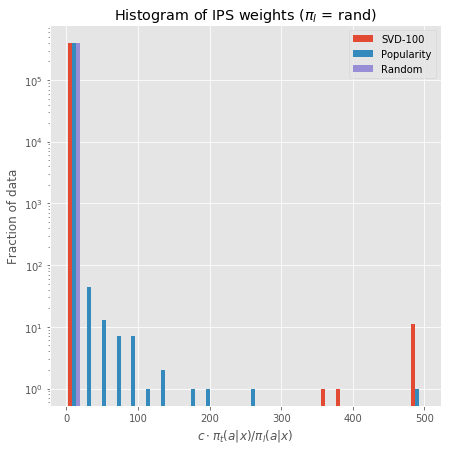 Histogram of IPS weights (π_l = rand)
SVD-100
Popularity
Random
Fraction of data
10^5
10^4
10^3
10^2
10^1
10^0
0 100 200 300 400 500
c · π_t(a|x)/π_l(a|x)